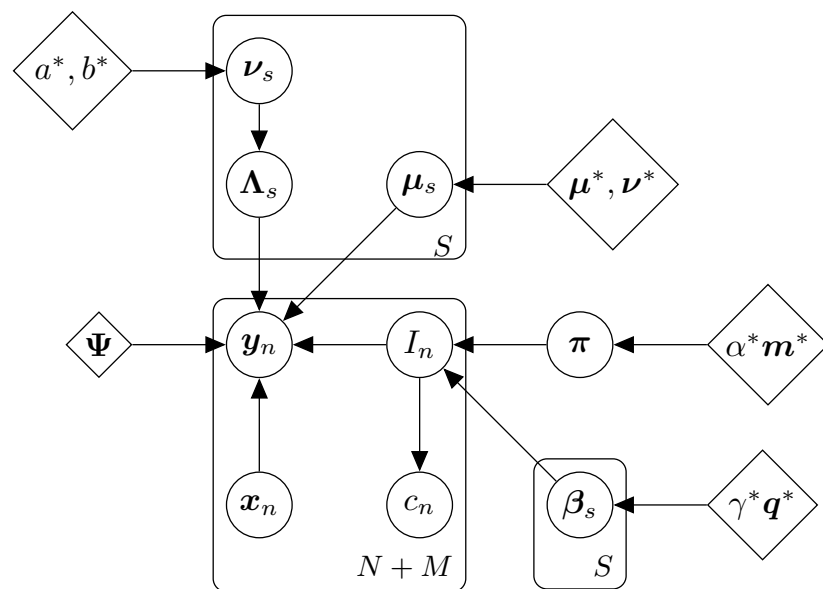 a*, b*
ν_s
Λ_s
μ_s
μ*, ν*
S
Ψ
y_n
I_n
π
α*m*
x_n
c_n
β_s
γ*q*
N + M
S